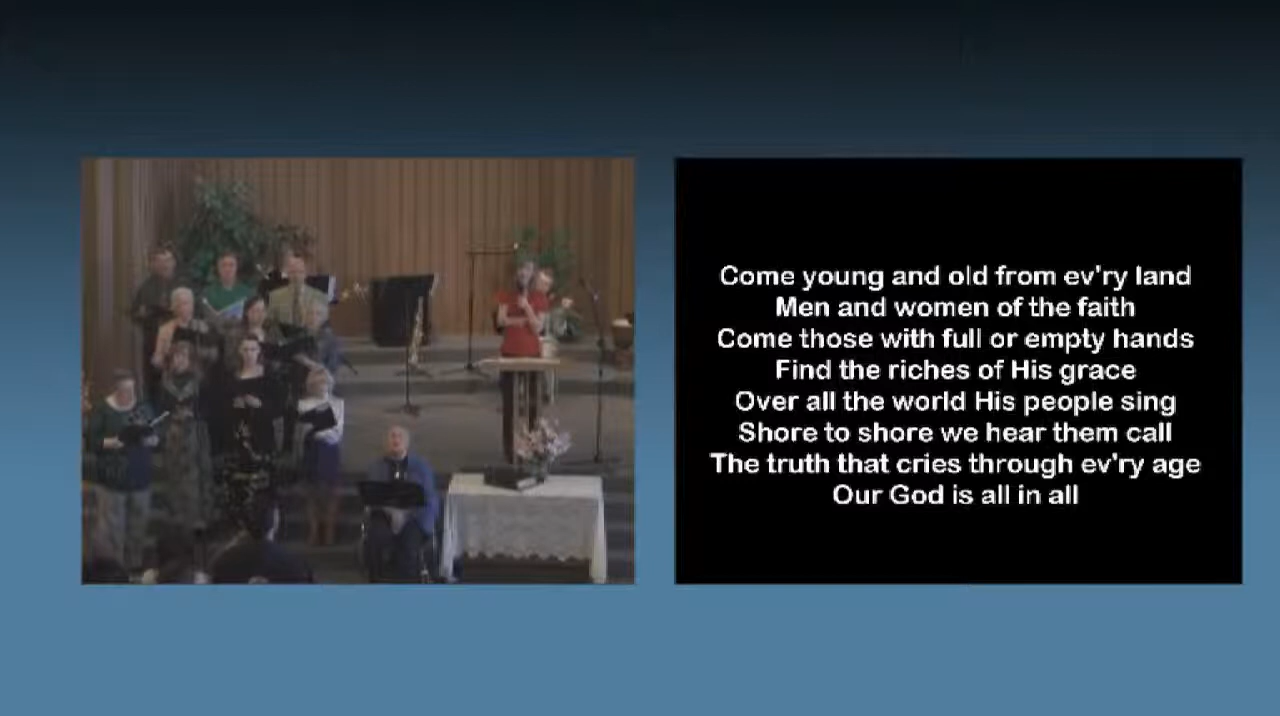 Come young and old from ev'ry land
Men and women of the faith
Come those with full or empty hands
Find the riches of His grace
Over all the world His people sing
Shore to shore we hear them call
The truth that cries through ev'ry age
Our God is all in all